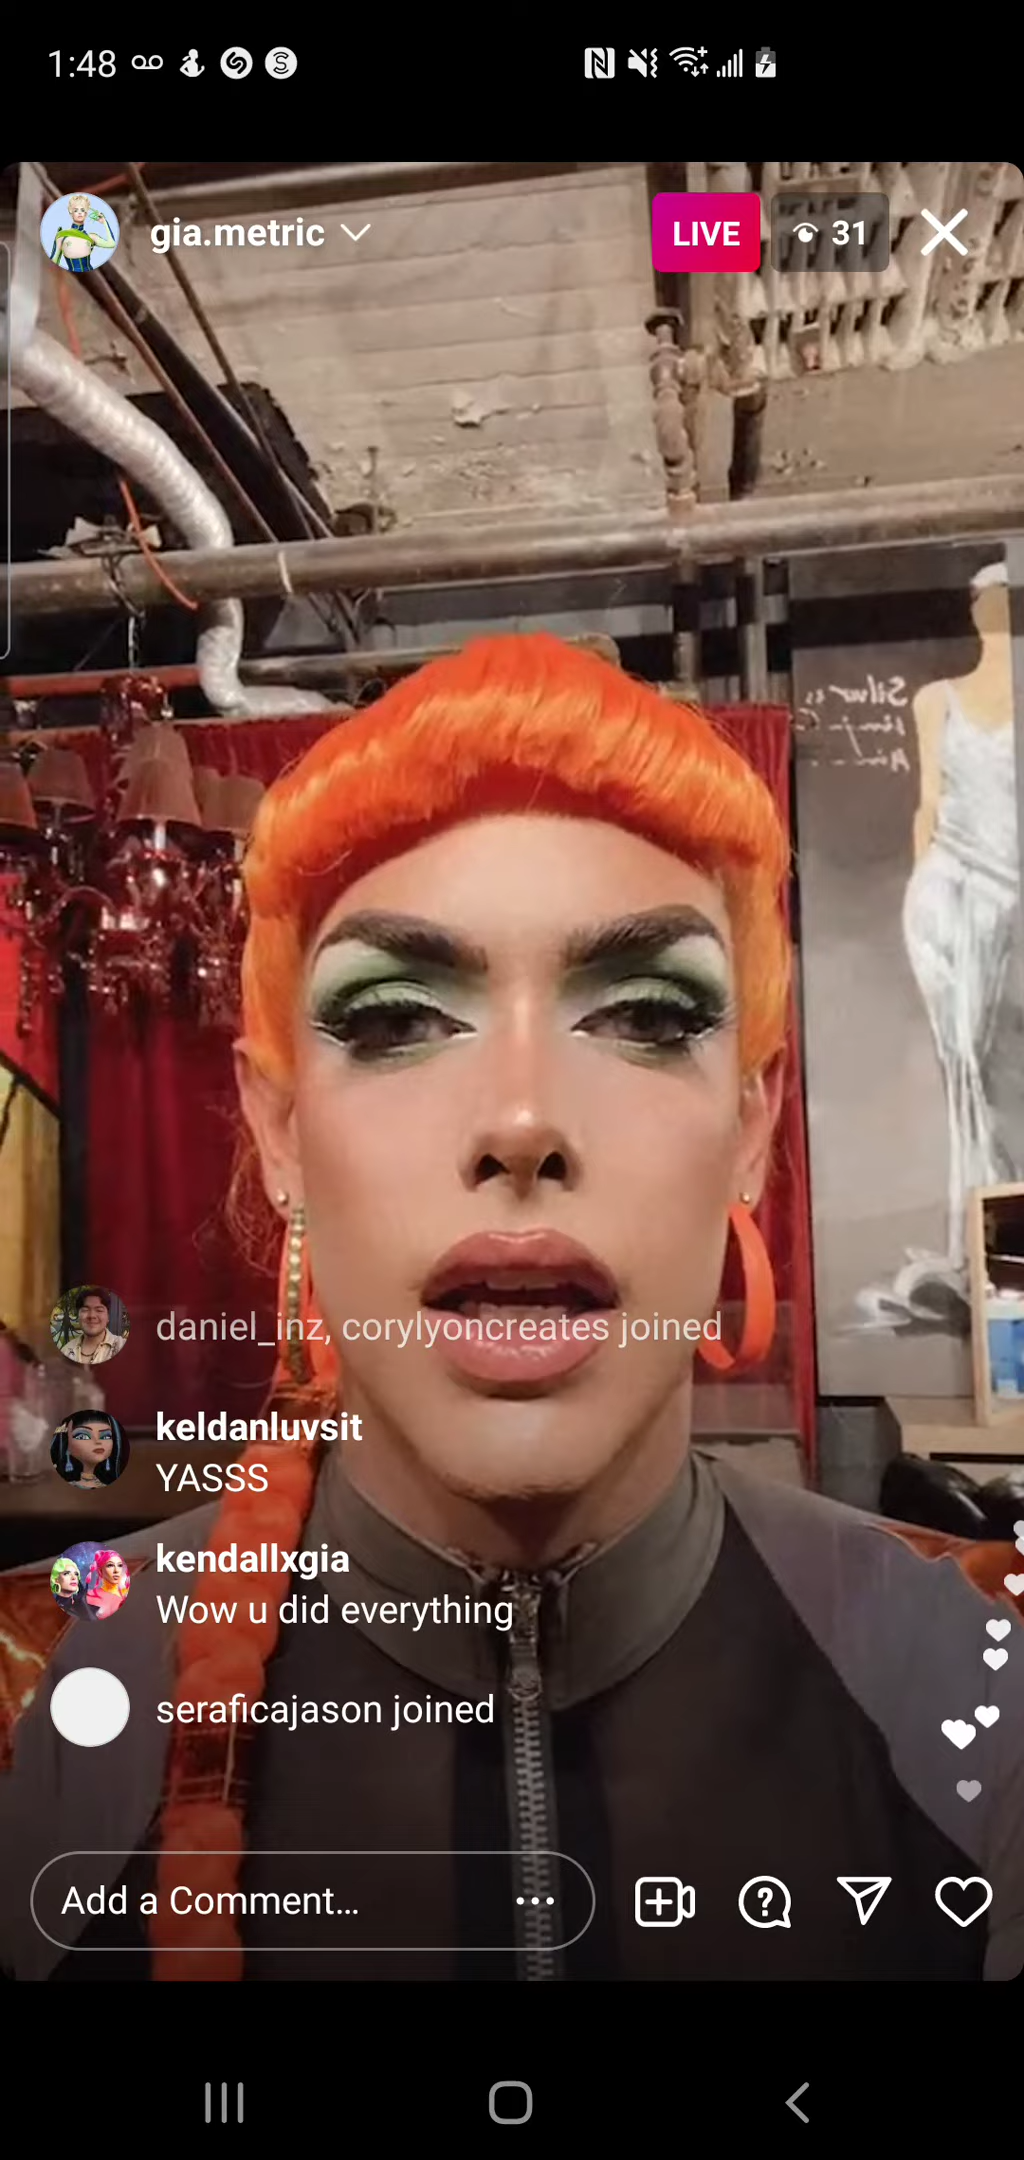 1:48
gia.metric
LIVE
31
Silver
daniel_inz, corylyoncreates joined
keldanluvsit
YASSS
kendallxgia
Wow u did everything
seraficajason joined
Add a Comment...